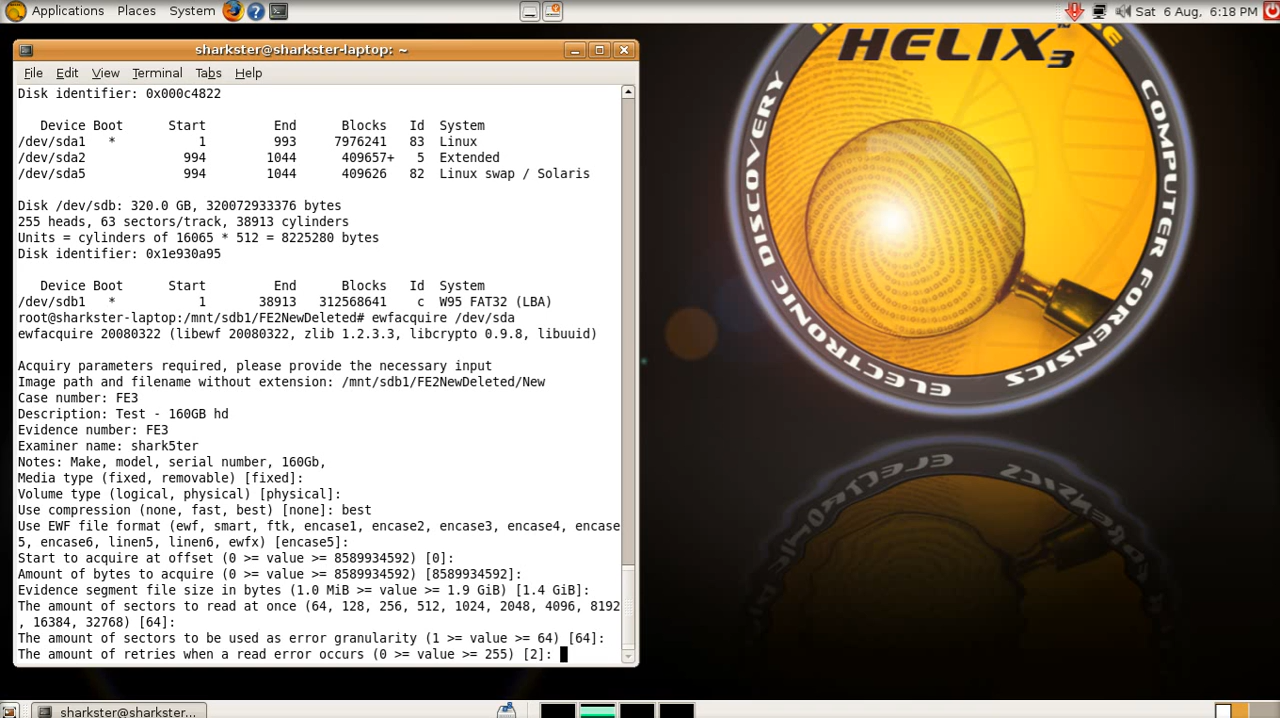 Applications Places System
Sat 6 Aug, 6:18 PM
sharkster@sharkster-laptop: ~
File Edit View Terminal Tabs Help
Disk identifier: 0x000c4822
Device Boot Start End Blocks Id System
/dev/sda1 * 1 993 7976241 83 Linux
/dev/sda2 994 1044 409657+ 5 Extended
/dev/sda5 994 1044 409626 82 Linux swap / Solaris
Disk /dev/sdb: 320.0 GB, 320072933376 bytes
255 heads, 63 sectors/track, 38913 cylinders
Units = cylinders of 16065 * 512 = 8225280 bytes
Disk identifier: 0x1e930a95
Device Boot Start End Blocks Id System
/dev/sdb1 * 1 38913 312568641 c W95 FAT32 (LBA)
root@sharkster-laptop:/mnt/sdb1/FE2NewDeleted# ewfacquire /dev/sda
ewfacquire 20080322 (libewf 20080322, zlib 1.2.3.3, libcrypto 0.9.8, libuuid)
Acquiry parameters required, please provide the necessary input
Image path and filename without extension: /mnt/sdb1/FE2NewDeleted/New
Case number: FE3
Description: Test - 160GB hd
Evidence number: FE3
Examiner name: shark5ter
Notes: Make, model, serial number, 160Gb,
Media type (fixed, removable) [fixed]:
Volume type (logical, physical) [physical]:
Use compression (none, fast, best) [none]: best
Use EWF file format (ewf, smart, ftk, encase1, encase2, encase3, encase4, encase
5, encase6, linen5, linen6, ewfx) [encase5]:
Start to acquire at offset (0 >= value >= 8589934592) [0]:
Amount of bytes to acquire (0 >= value >= 8589934592) [8589934592]:
Evidence segment file size in bytes (1.0 MiB >= value >= 1.9 GiB) [1.4 GiB]:
The amount of sectors to read at once (64, 128, 256, 512, 1024, 2048, 4096, 8192
, 16384, 32768) [64]:
The amount of sectors to be used as error granularity (1 >= value >= 64) [64]:
The amount of retries when a read error occurs (0 >= value >= 255) [2]:
HELIX3
™
ELECTRONIC DISCOVERY
COMPUTER FORENSICS
sharkster@sharkster...